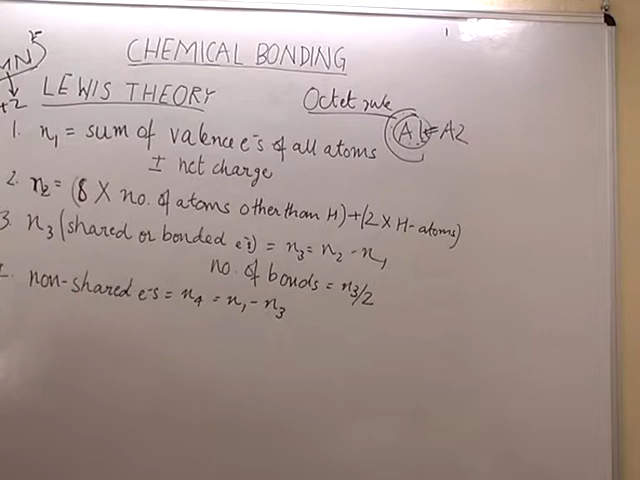 CHEMICAL BONDING
+2
LEWIS THEORY
Octet rule
A = A2
1. n1 = sum of valence e-s of all atoms
± net charge
2. n2 = (8 X no. of atoms other than H) + (2 X H-atoms)
3. n3 (shared or bonded e-s) = n3 = n2 - n1
no. of bonds = n3/2
non-shared e-s = n4 = n1 - n3